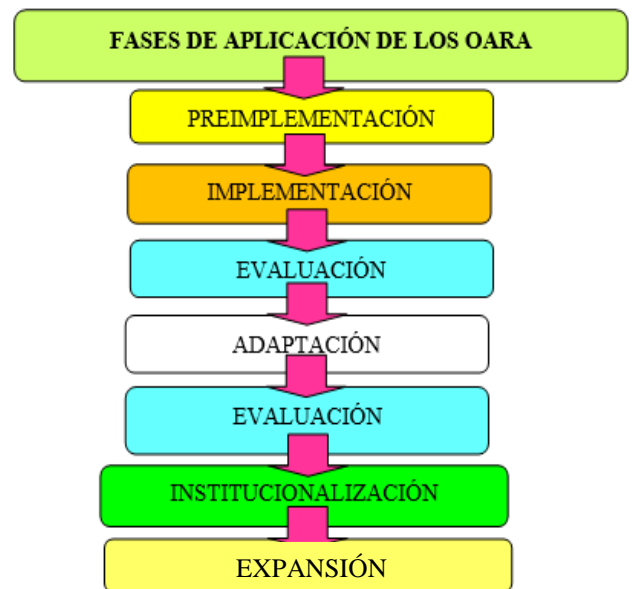 FASES DE APLICACIÓN DE LOS OARA
PREIMPLEMENTACIÓN
IMPLEMENTACIÓN
EVALUACIÓN
ADAPTACIÓN
EVALUACIÓN
INSTITUCIONALIZACIÓN
EXPANSIÓN